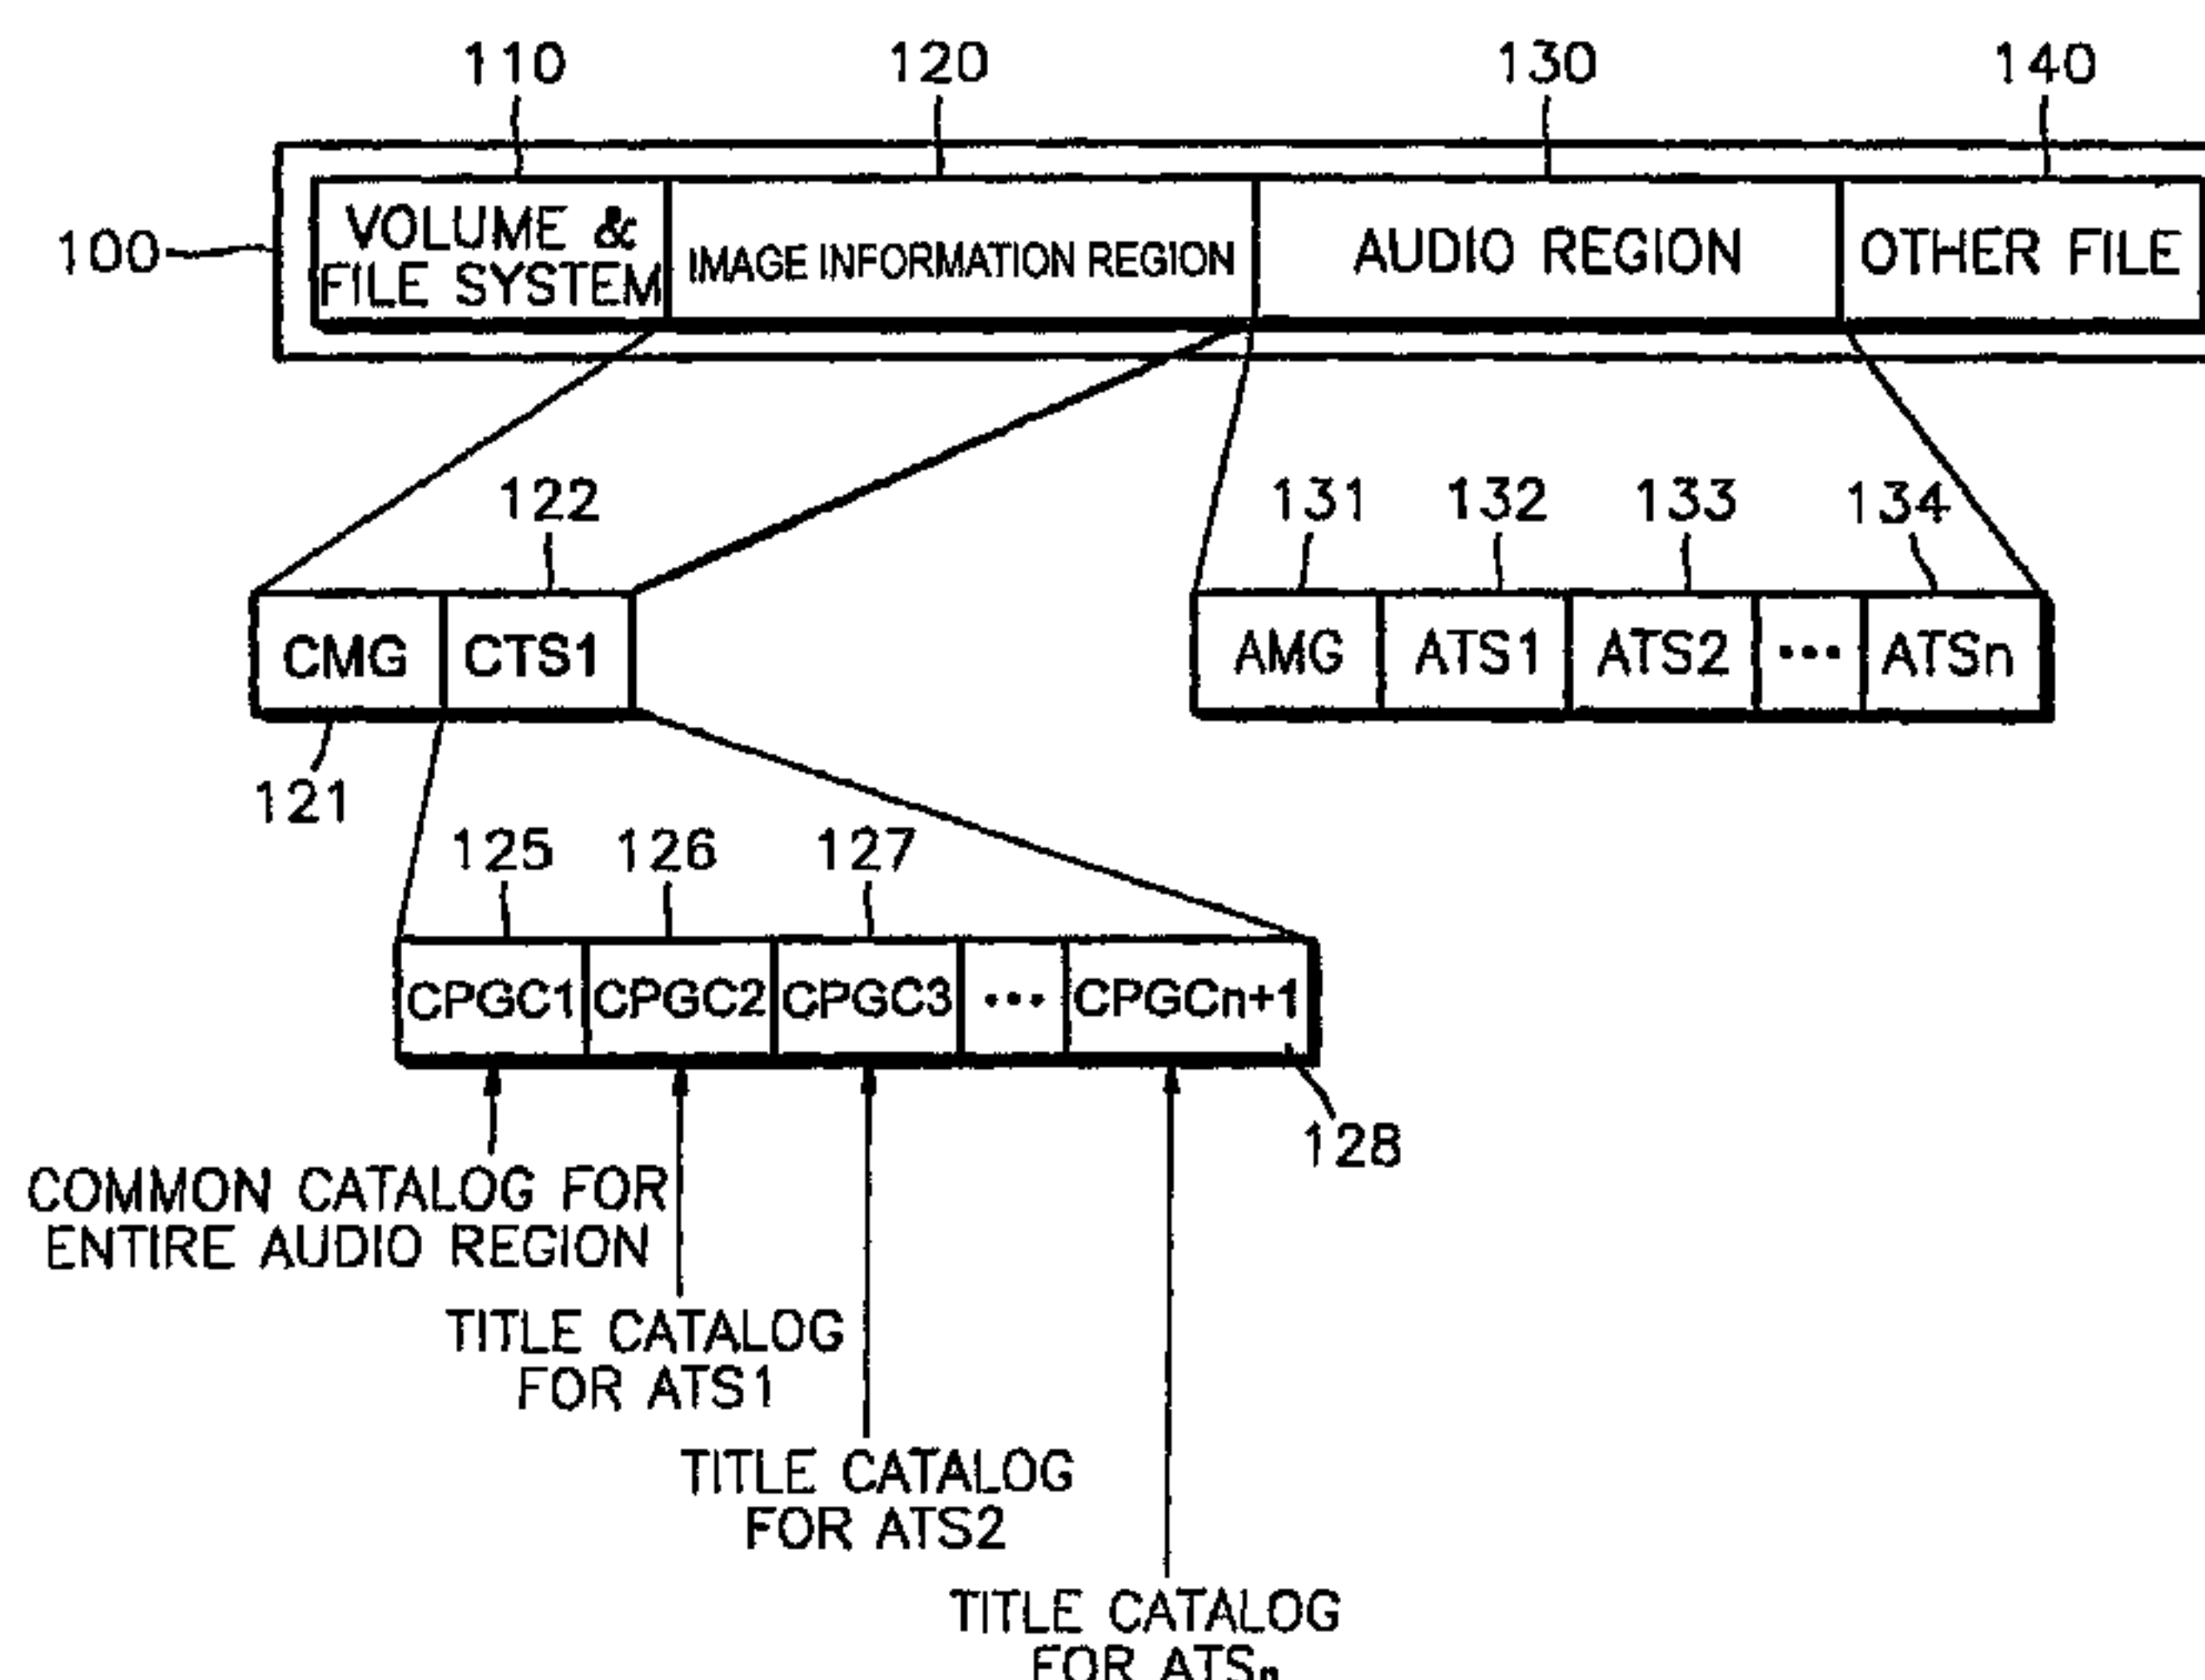 110 120 130 140
100
VOLUME &
FILE SYSTEM
IMAGE INFORMATION REGION
AUDIO REGION
OTHER FILE
122
CMG CTS1
121
131 132 133 134
AMG ATS1 ATS2 ••• ATSn
125 126 127
CPGC1 CPGC2 CPGC3 ••• CPGCn+1
128
COMMON CATALOG FOR
ENTIRE AUDIO REGION
TITLE CATALOG
FOR ATS1
TITLE CATALOG
FOR ATS2
TITLE CATALOG
FOR ATSn